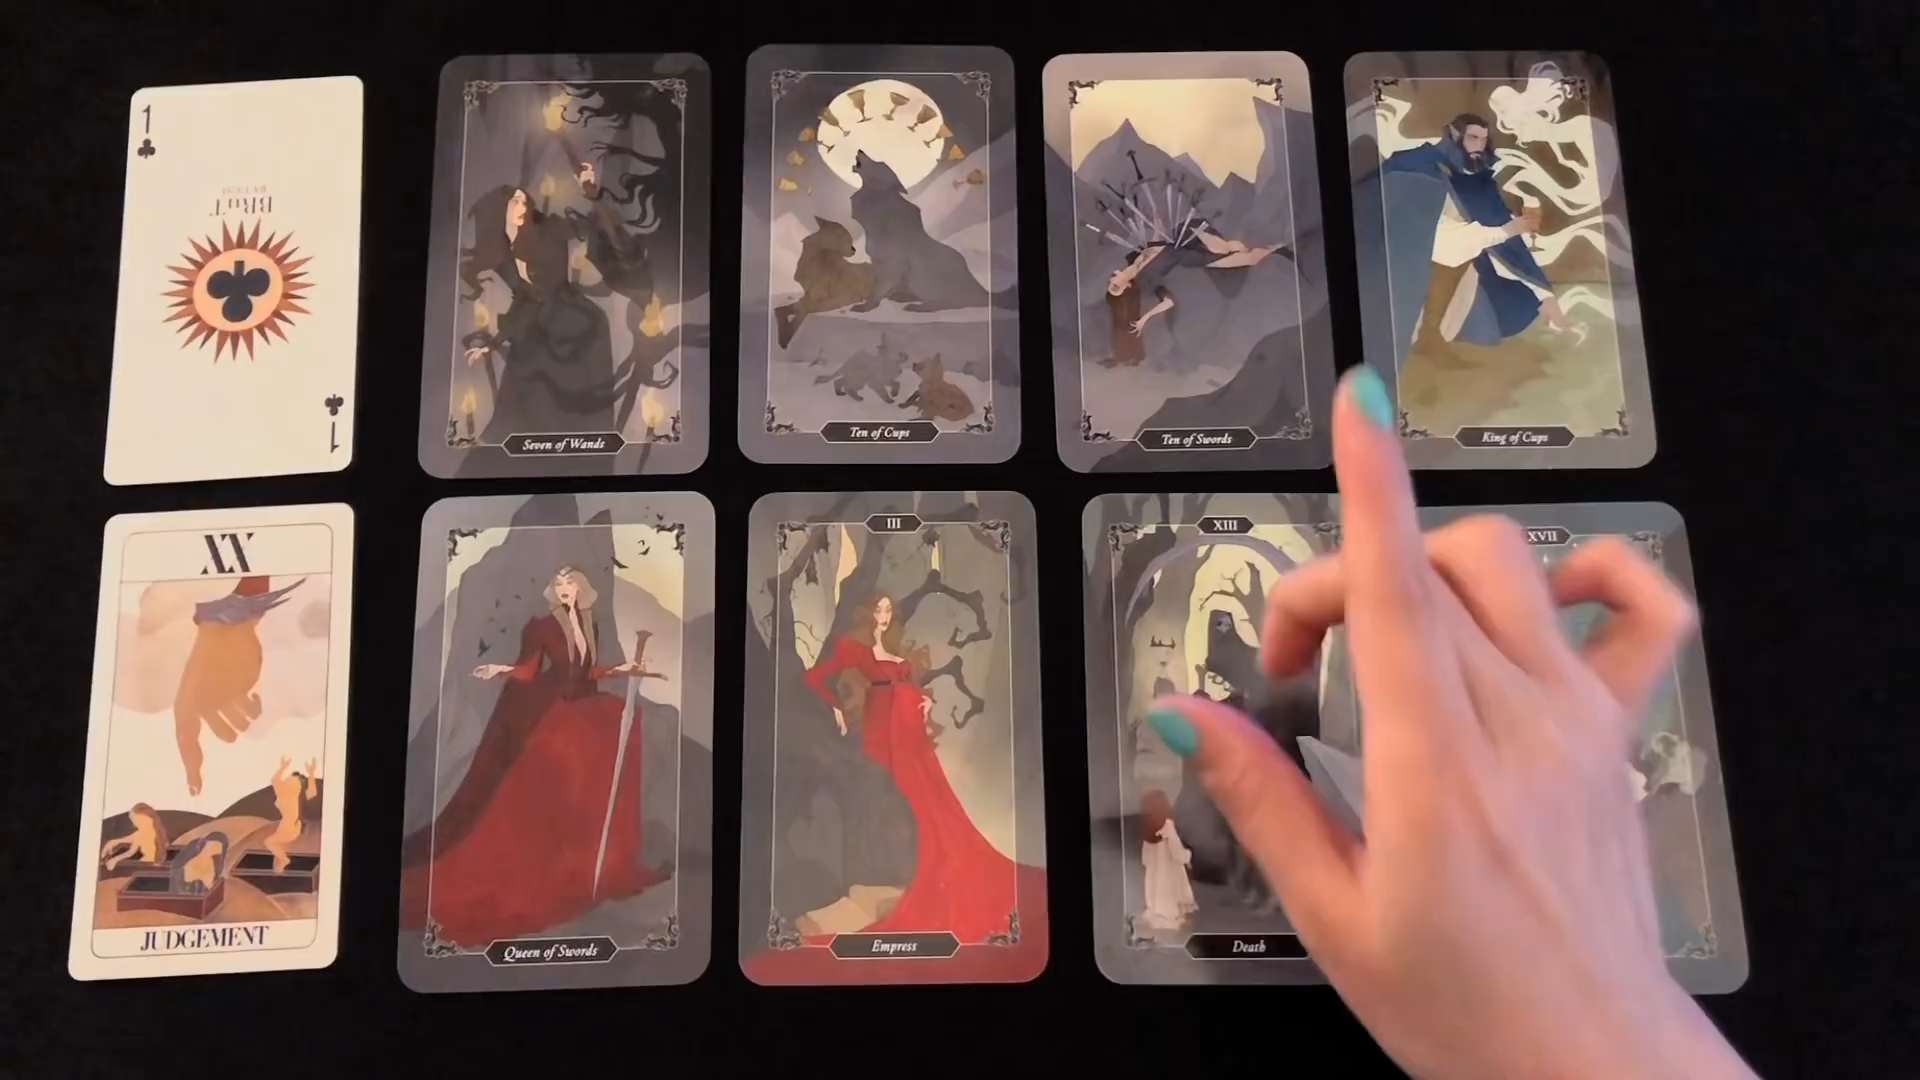 1
BRUT
Seven of Wands
Ten of Cups
Ten of Swords
King of Cups
1
XX
JUDGEMENT
Queen of Swords
III
Empress
XIII
Death
XVII